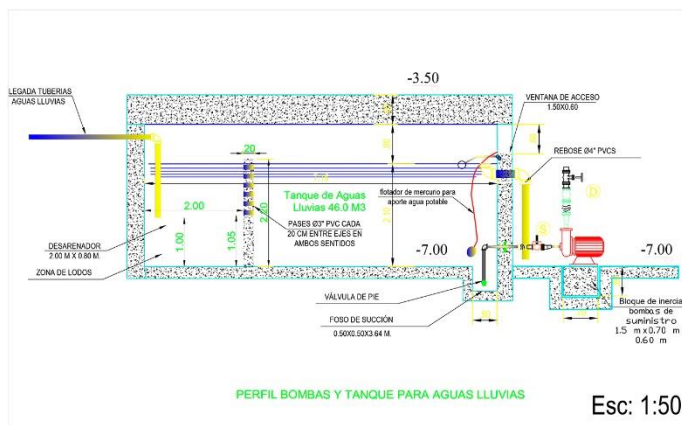 -3.50
LEGADA TUBERIAS
AGUAS LLUVIAS
VENTANA DE ACCESO
1.50X0.60
REBOSE Ø4" PVCS
20
Tanque de Aguas
Lluvias 46.0 M3
flotador de mercurio para
aporte agua potable
2.00
2.20
210
PASES Ø3" PVC CADA
20 CM ENTRE EJES EN
AMBOS SENTIDOS
1.00
1.05
DESARENADOR
2.00 M X 0.80 M.
ZONA DE LODOS
-7.00
-7.00
S
D
VÁLVULA DE PIE
FOSO DE SUCCIÓN
0.50X0.50X3.64 M.
Bloque de inercia
bombas de
suministro
1.5 m x0.70 m
0.60 m
PERFIL BOMBAS Y TANQUE PARA AGUAS LLUVIAS
Esc: 1:50